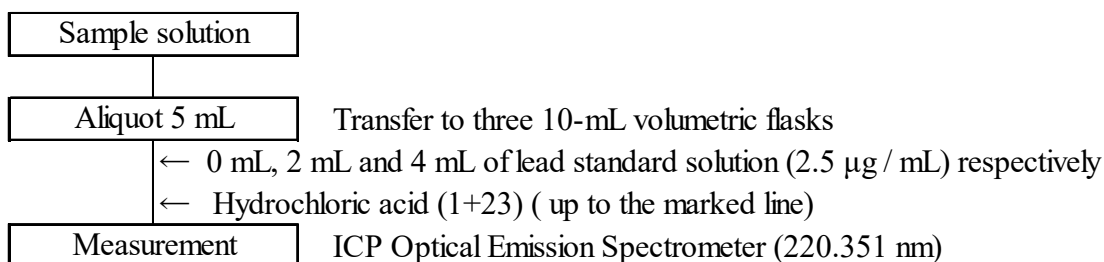 Sample solution
Aliquot 5 mL Transfer to three 10-mL volumetric flasks
← 0 mL, 2 mL and 4 mL of lead standard solution (2.5 µg / mL) respectively
← Hydrochloric acid (1+23) ( up to the marked line)
Measurement ICP Optical Emission Spectrometer (220.351 nm)